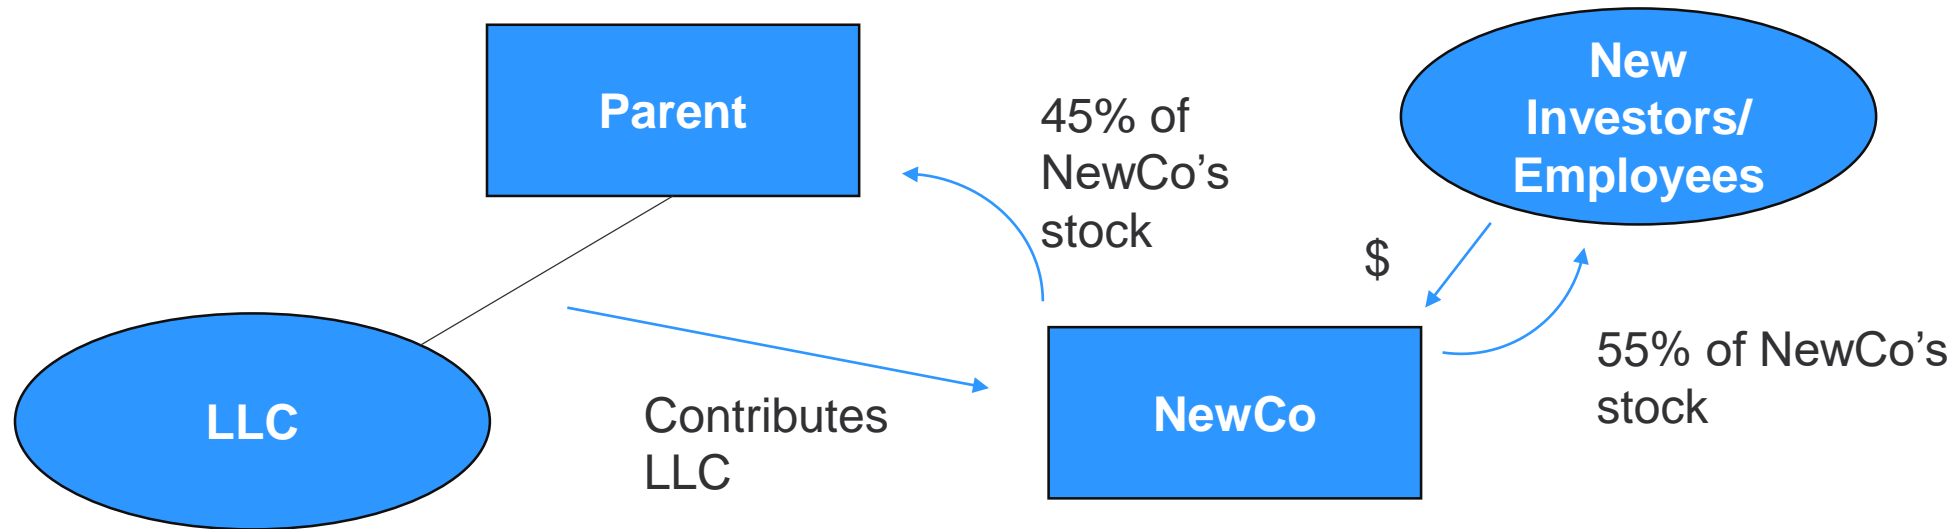 Parent
45% of
NewCo’s
stock
New
Investors/
Employees
$
55% of NewCo’s
stock
LLC
Contributes
LLC
NewCo